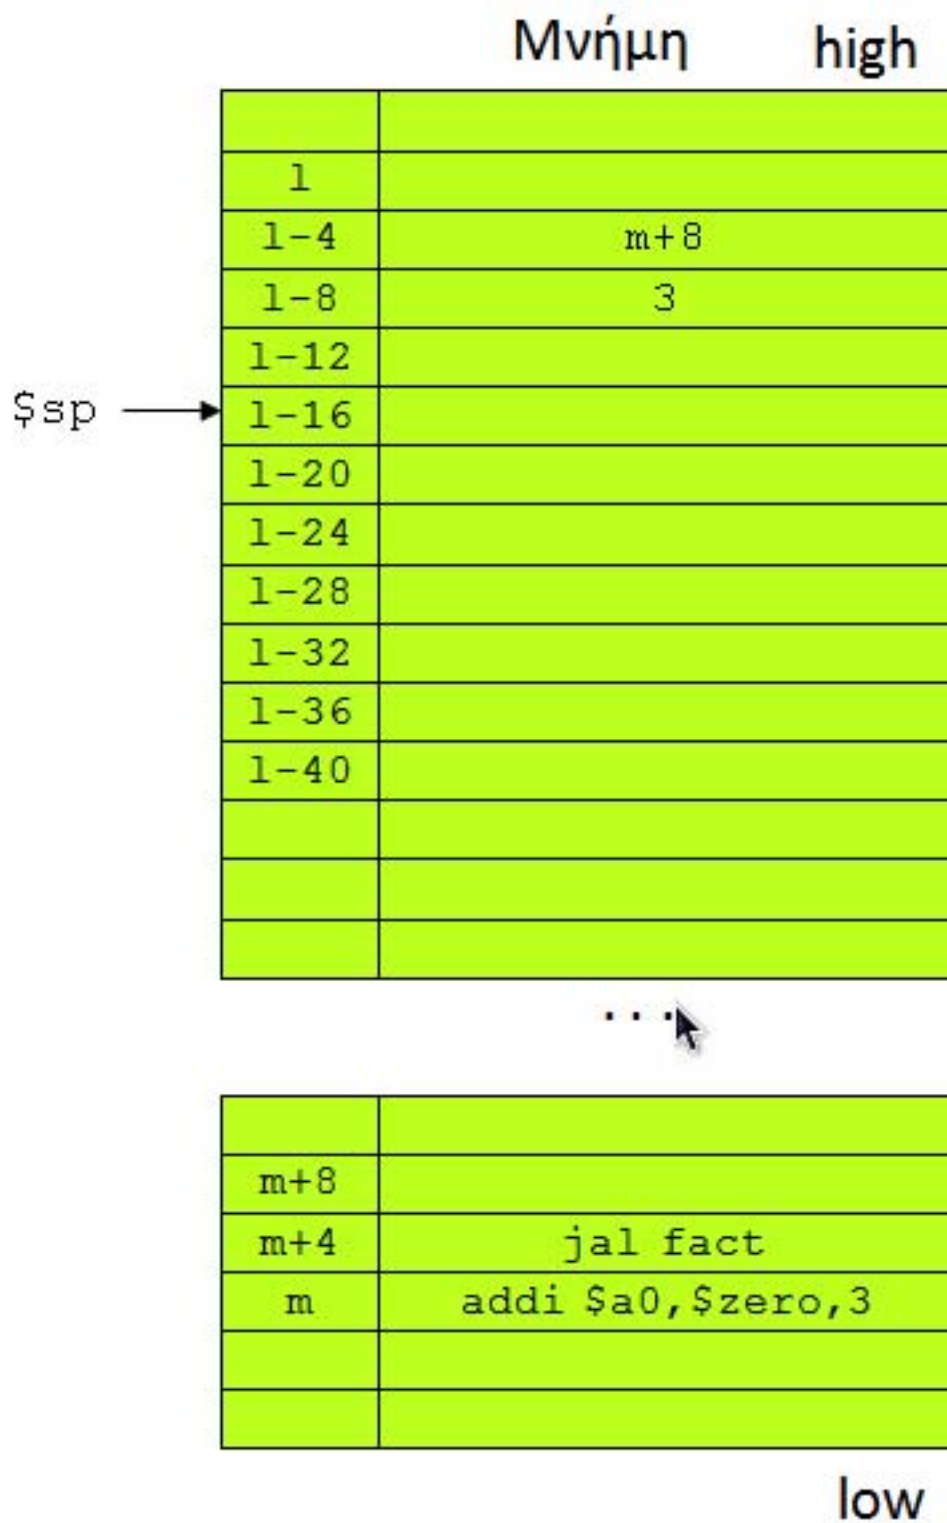 Μνήμη high
l
l-4 m+8
l-8 3
l-12
$sp l-16
l-20
l-24
l-28
l-32
l-36
l-40
...
m+8
m+4 jal fact
m addi $a0,$zero,3
low